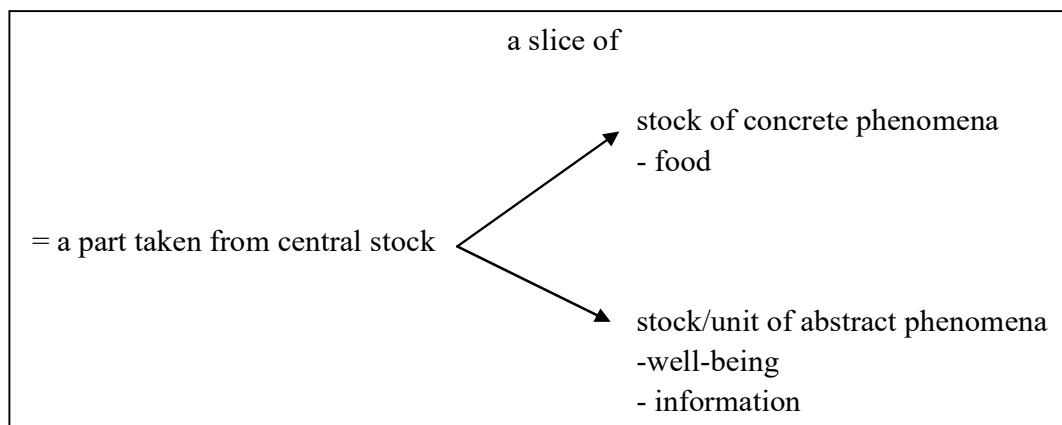 a slice of
stock of concrete phenomena
- food
= a part taken from central stock
stock/unit of abstract phenomena
-well-being
- information